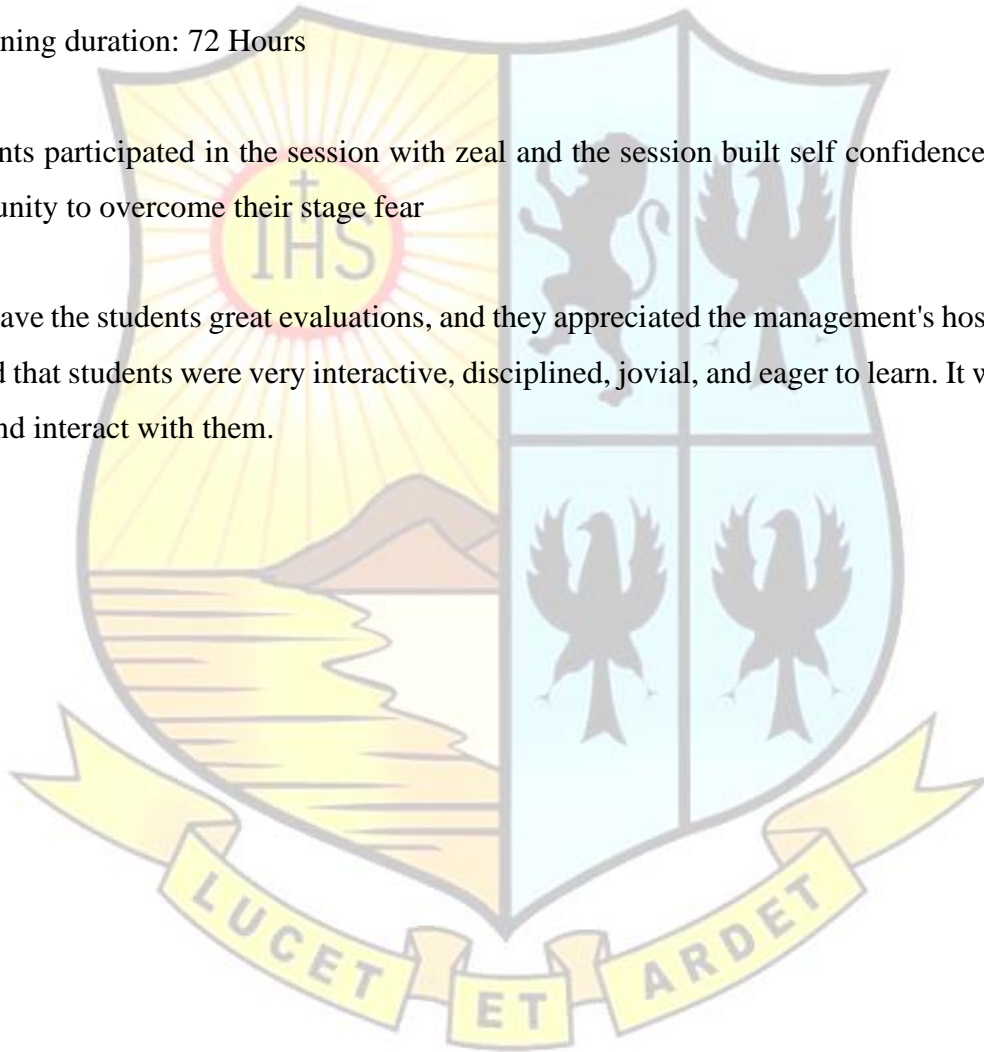 ning duration: 72 Hours
nts participated in the session with zeal and the session built self confidence
unity to overcome their stage fear
ave the students great evaluations, and they appreciated the management's hos
d that students were very interactive, disciplined, jovial, and eager to learn. It w
nd interact with them.
IHS
LUCET ET ARDET